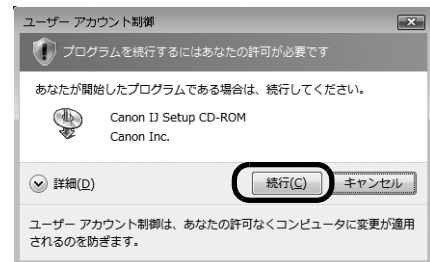 ユーザー アカウント制御
プログラムを続行するにはあなたの許可が必要です
あなたが開始したプログラムである場合は、続行してください。
Canon IJ Setup CD-ROM
Canon Inc.
詳細(D)
続行(C)
キャンセル
ユーザー アカウント制御は、あなたの許可なくコンピュータに変更が適用
されるのを防ぎます。